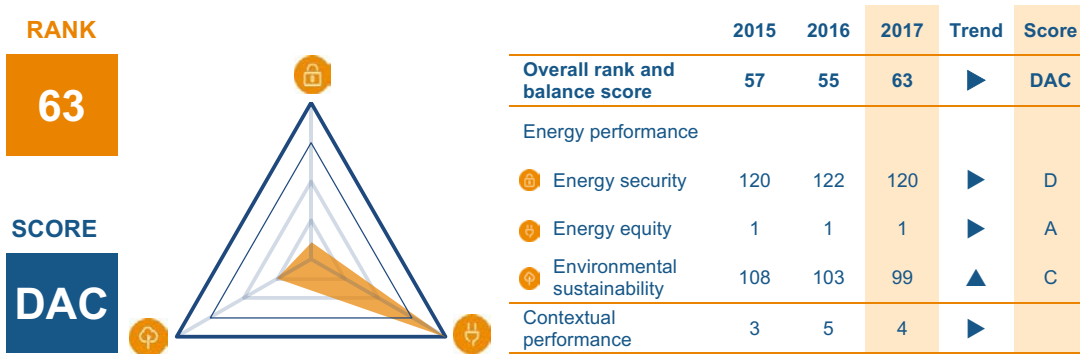 RANK
63
SCORE
DAC
2015 2016 2017 Trend Score
Overall rank and
balance score 57 55 63 DAC
Energy performance
Energy security 120 122 120 D
Energy equity 1 1 1 A
Environmental
sustainability 108 103 99 C
Contextual
performance 3 5 4